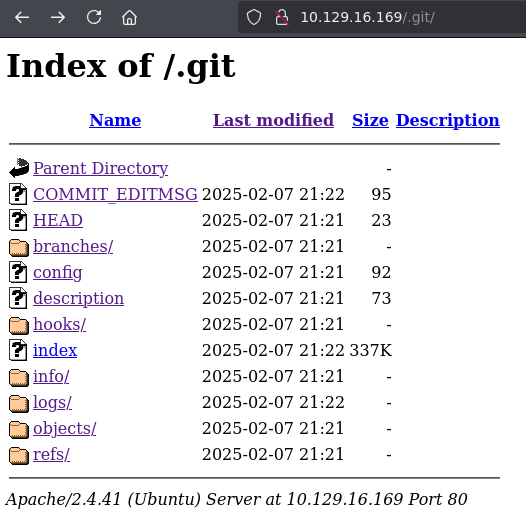 10.129.16.169/.git/
Index of /.git
Name Last modified Size Description
Parent Directory -
COMMIT_EDITMSG 2025-02-07 21:22 95
HEAD 2025-02-07 21:21 23
branches/ 2025-02-07 21:21 -
config 2025-02-07 21:21 92
description 2025-02-07 21:21 73
hooks/ 2025-02-07 21:21 -
index 2025-02-07 21:22 337K
info/ 2025-02-07 21:21 -
logs/ 2025-02-07 21:22 -
objects/ 2025-02-07 21:21 -
refs/ 2025-02-07 21:21 -
Apache/2.4.41 (Ubuntu) Server at 10.129.16.169 Port 80